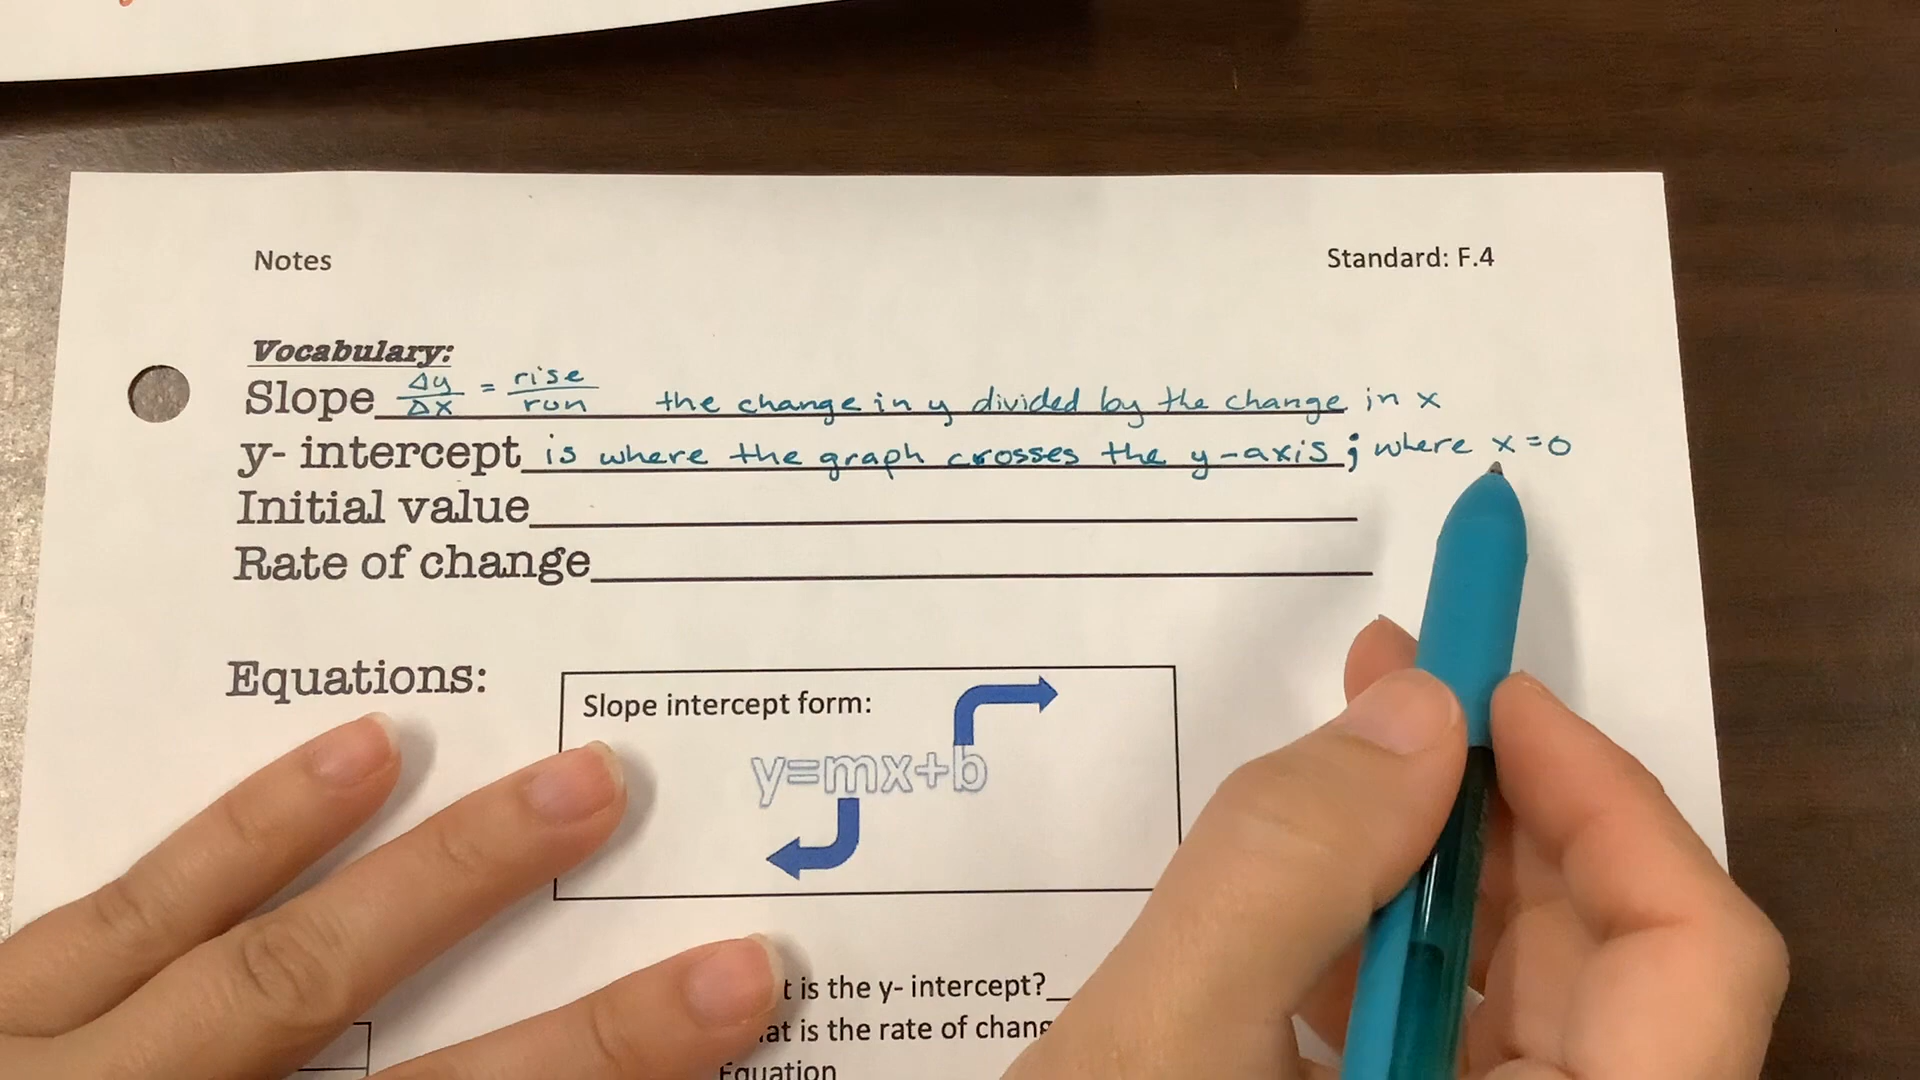 Notes Standard: F.4
Vocabulary:
Slope Δy/Δx = rise/run the change in y divided by the change in x
y- intercept is where the graph crosses the y-axis ; where x=0
Initial value
Rate of change
Equations:
Slope intercept form:
y=mx+b
t is the y- intercept?
at is the rate of chang
Equation